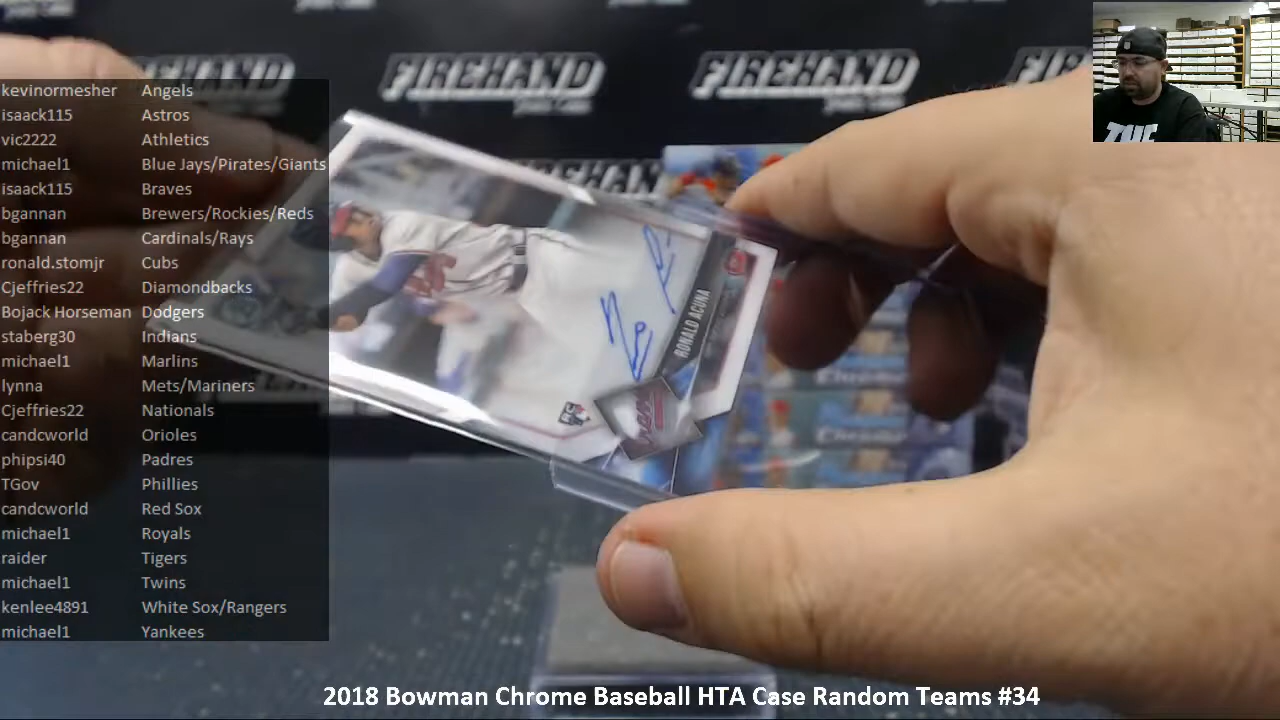 FIREHAND
FIREHAND
kevinormesher Angels
isaack115 Astros
vic2222 Athletics
michael1 Blue Jays/Pirates/Giants
isaack115 Braves
bgannan Brewers/Rockies/Reds
bgannan Cardinals/Rays
ronald.stomjr Cubs
Cjeffries22 Diamondbacks
Bojack Horseman Dodgers
staberg30 Indians
michael1 Marlins
lynna Mets/Mariners
Cjeffries22 Nationals
candcworld Orioles
phipsi40 Padres
TGov Phillies
candcworld Red Sox
michael1 Royals
raider Tigers
michael1 Twins
kenlee4891 White Sox/Rangers
michael1 Yankees
RONALD ACUNA
RC
Chrome
2018 Bowman Chrome Baseball HTA Case Random Teams #34